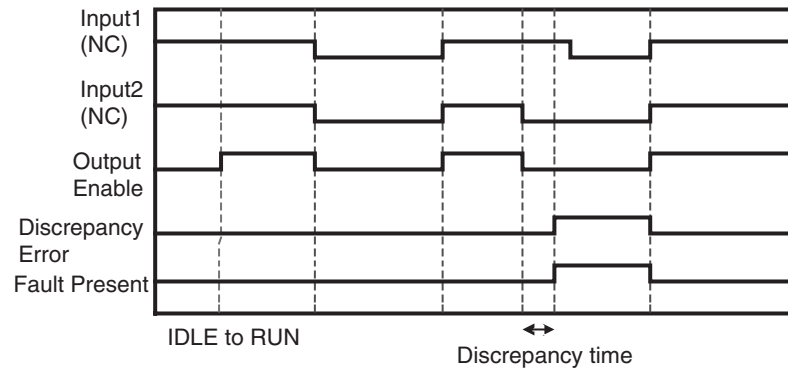 Input1
(NC)
Input2
(NC)
Output
Enable
Discrepancy
Error
Fault Present
IDLE to RUN
Discrepancy time